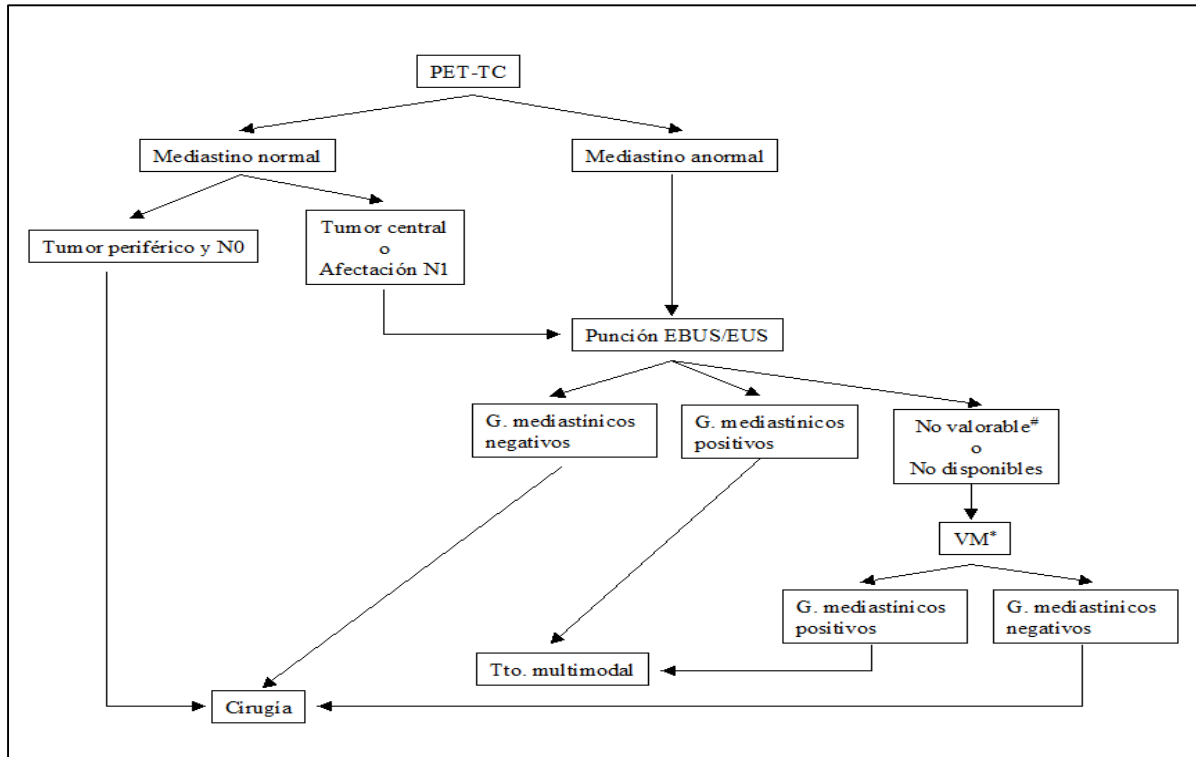 PET-TC
Mediastino normal
Mediastino anormal
Tumor periférico y N0
Tumor central
o
Afectación N1
Punción EBUS/EUS
G. mediastínicos
negativos
G. mediastínicos
positivos
No valorable#
o
No disponibles
VM*
G. mediastínicos
positivos
G. mediastínicos
negativos
Tto. multimodal
Cirugía